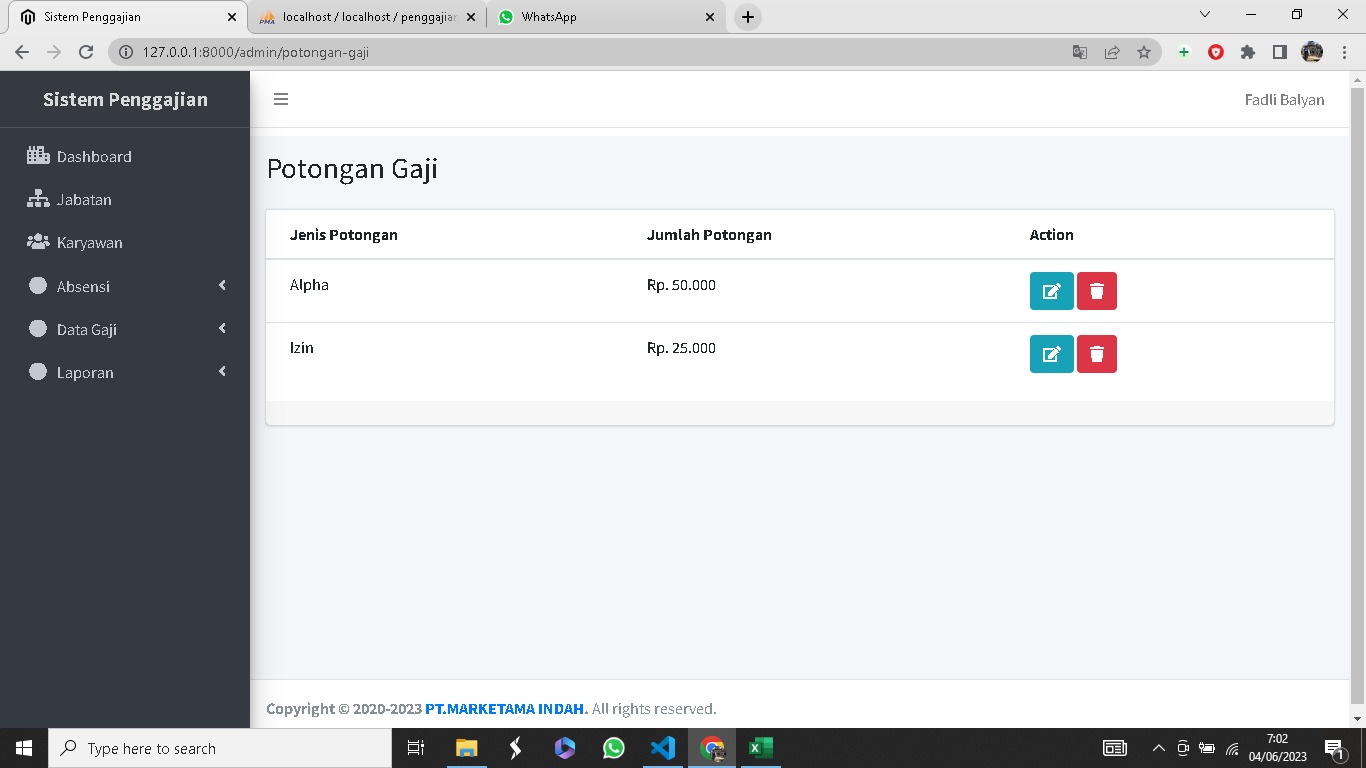 Sistem Penggajian
localhost / localhost / penggajian
WhatsApp
127.0.0.1:8000/admin/potongan-gaji
Sistem Penggajian
Fadli Balyan
Dashboard
Jabatan
Karyawan
Absensi
Data Gaji
Laporan
Potongan Gaji
Jenis Potongan Jumlah Potongan Action
Alpha Rp. 50.000
Izin Rp. 25.000
Copyright © 2020-2023 PT.MARKETAMA INDAH. All rights reserved.
Type here to search
7:02
04/06/2023
1